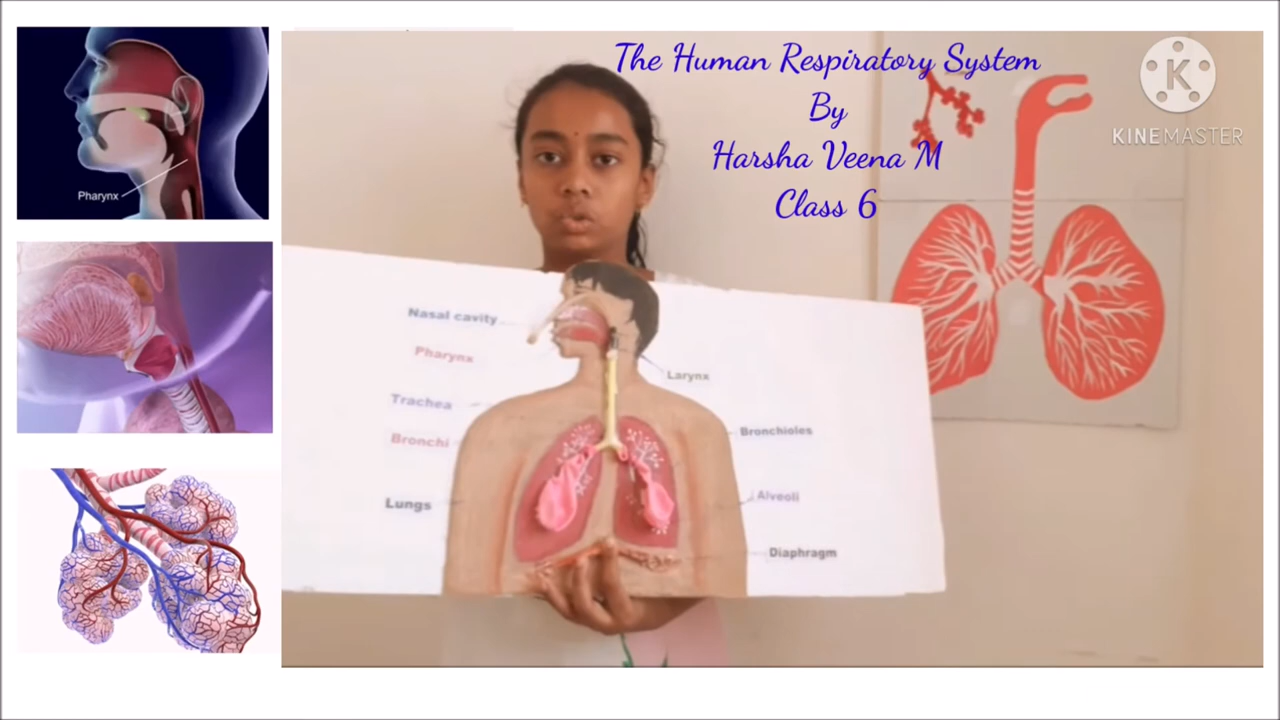 The Human Respiratory System
By
Harsha Veena M
Class 6
KINEMASTER
Pharynx
Nasal cavity
Pharynx
Larynx
Trachea
Bronchi
Bronchioles
Lungs
Alveoli
Diaphragm